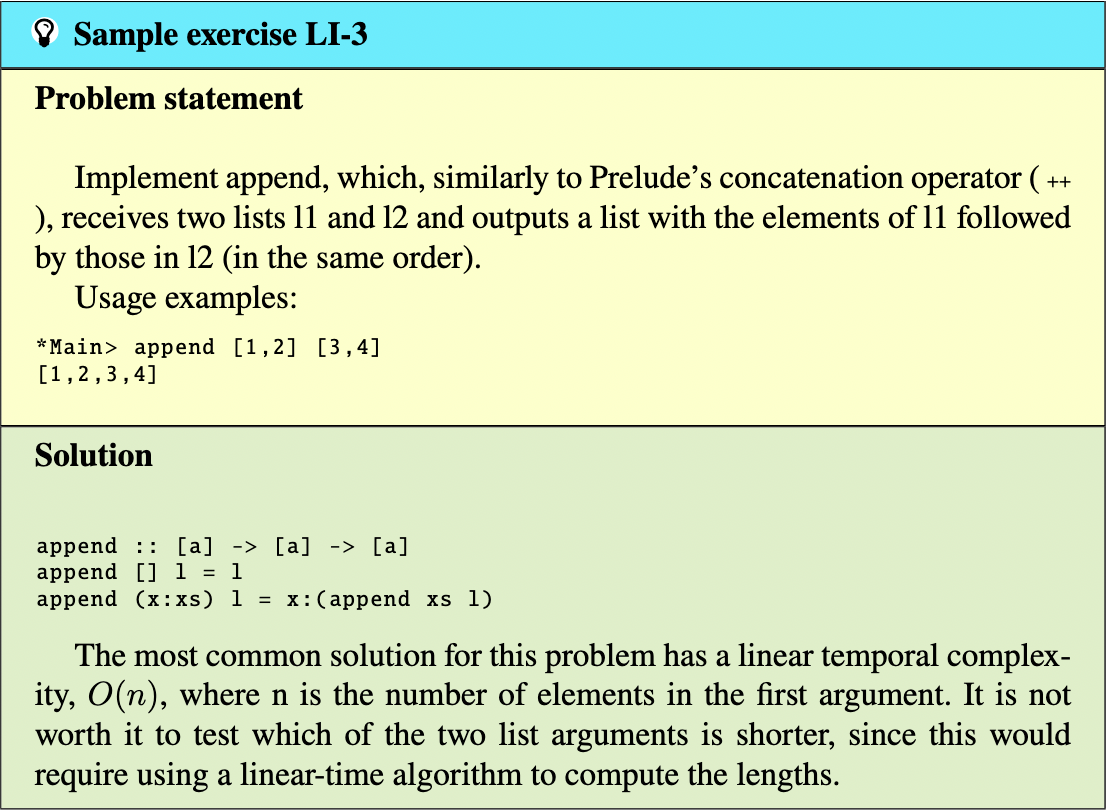 Sample exercise LI-3
Problem statement
Implement append, which, similarly to Prelude's concatenation operator ( ++
), receives two lists l1 and l2 and outputs a list with the elements of l1 followed
by those in l2 (in the same order).
Usage examples:
*Main> append [1,2] [3,4]
[1,2,3,4]
Solution
append :: [a] -> [a] -> [a]
append [] l = l
append (x:xs) l = x:(append xs l)
The most common solution for this problem has a linear temporal complex-
ity, O(n), where n is the number of elements in the first argument. It is not
worth it to test which of the two list arguments is shorter, since this would
require using a linear-time algorithm to compute the lengths.